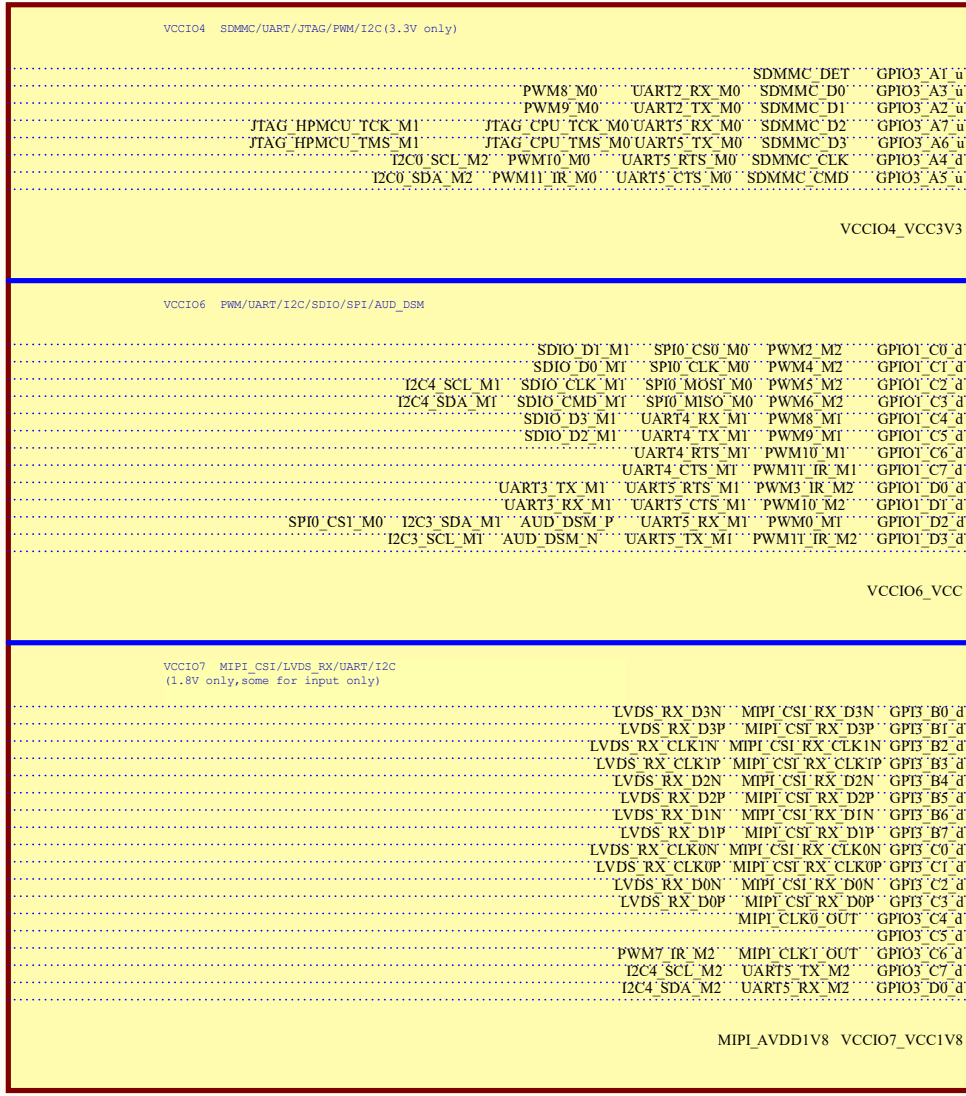 VCCIO4 SDMMC/UART/JTAG/PWM/I2C(3.3V only)
SDMMC_DET GPIO3_A1_u
PWM8_M0 UART2_RX_M0 SDMMC_D0 GPIO3_A3_u
PWM9_M0 UART2_TX_M0 SDMMC_D1 GPIO3_A2_u
JTAG_HPMCU_TCK_M1 JTAG_CPU_TCK_M0 UART5_RX_M0 SDMMC_D2 GPIO3_A7_u
JTAG_HPMCU_TMS_M1 JTAG_CPU_TMS_M0 UART5_TX_M0 SDMMC_D3 GPIO3_A6_u
I2C0_SCL_M2 PWM10_M0 UART5_RTS_M0 SDMMC_CLK GPIO3_A4_d
I2C0_SDA_M2 PWM11_IR_M0 UART5_CTS_M0 SDMMC_CMD GPIO3_A5_u
VCCIO4_VCC3V3
VCCIO6 PWM/UART/I2C/SDIO/SPI/AUD_DSM
SDIO_D1_M1 SPI0_CS0_M0 PWM2_M2 GPIO1_C0_d
SDIO_D0_M1 SPI0_CLK_M0 PWM4_M2 GPIO1_C1_d
I2C4_SCL_M1 SDIO_CLK_M1 SPI0_MOSI_M0 PWM5_M2 GPIO1_C2_d
I2C4_SDA_M1 SDIO_CMD_M1 SPI0_MISO_M0 PWM6_M2 GPIO1_C3_d
SDIO_D3_M1 UART4_RX_M1 PWM8_M1 GPIO1_C4_d
SDIO_D2_M1 UART4_TX_M1 PWM9_M1 GPIO1_C5_d
UART4_RTS_M1 PWM10_M1 GPIO1_C6_d
UART4_CTS_M1 PWM11_IR_M1 GPIO1_C7_d
UART3_TX_M1 UART5_RTS_M1 PWM3_IR_M2 GPIO1_D0_d
UART3_RX_M1 UART5_CTS_M1 PWM10_M2 GPIO1_D1_d
SPI0_CS1_M0 I2C3_SDA_M1 AUD_DSM_P UART5_RX_M1 PWM0_M1 GPIO1_D2_d
I2C3_SCL_M1 AUD_DSM_N UART5_TX_M1 PWM11_IR_M2 GPIO1_D3_d
VCCIO6_VCC
VCCIO7 MIPI_CSI/LVDS_RX/UART/I2C
(1.8V only,some for input only)
LVDS_RX_D3N MIPI_CSI_RX_D3N GPI3_B0_d
LVDS_RX_D3P MIPI_CSI_RX_D3P GPI3_B1_d
LVDS_RX_CLK1N MIPI_CSI_RX_CLK1N GPI3_B2_d
LVDS_RX_CLK1P MIPI_CSI_RX_CLK1P GPI3_B3_d
LVDS_RX_D2N MIPI_CSI_RX_D2N GPI3_B4_d
LVDS_RX_D2P MIPI_CSI_RX_D2P GPI3_B5_d
LVDS_RX_D1N MIPI_CSI_RX_D1N GPI3_B6_d
LVDS_RX_D1P MIPI_CSI_RX_D1P GPI3_B7_d
LVDS_RX_CLK0N MIPI_CSI_RX_CLK0N GPI3_C0_d
LVDS_RX_CLK0P MIPI_CSI_RX_CLK0P GPI3_C1_d
LVDS_RX_D0N MIPI_CSI_RX_D0N GPI3_C2_d
LVDS_RX_D0P MIPI_CSI_RX_D0P GPI3_C3_d
MIPI_CLK0_OUT GPIO3_C4_d
GPIO3_C5_d
PWM7_IR_M2 MIPI_CLK1_OUT GPIO3_C6_d
I2C4_SCL_M2 UART5_TX_M2 GPIO3_C7_d
I2C4_SDA_M2 UART5_RX_M2 GPIO3_D0_d
MIPI_AVDD1V8 VCCIO7_VCC1V8